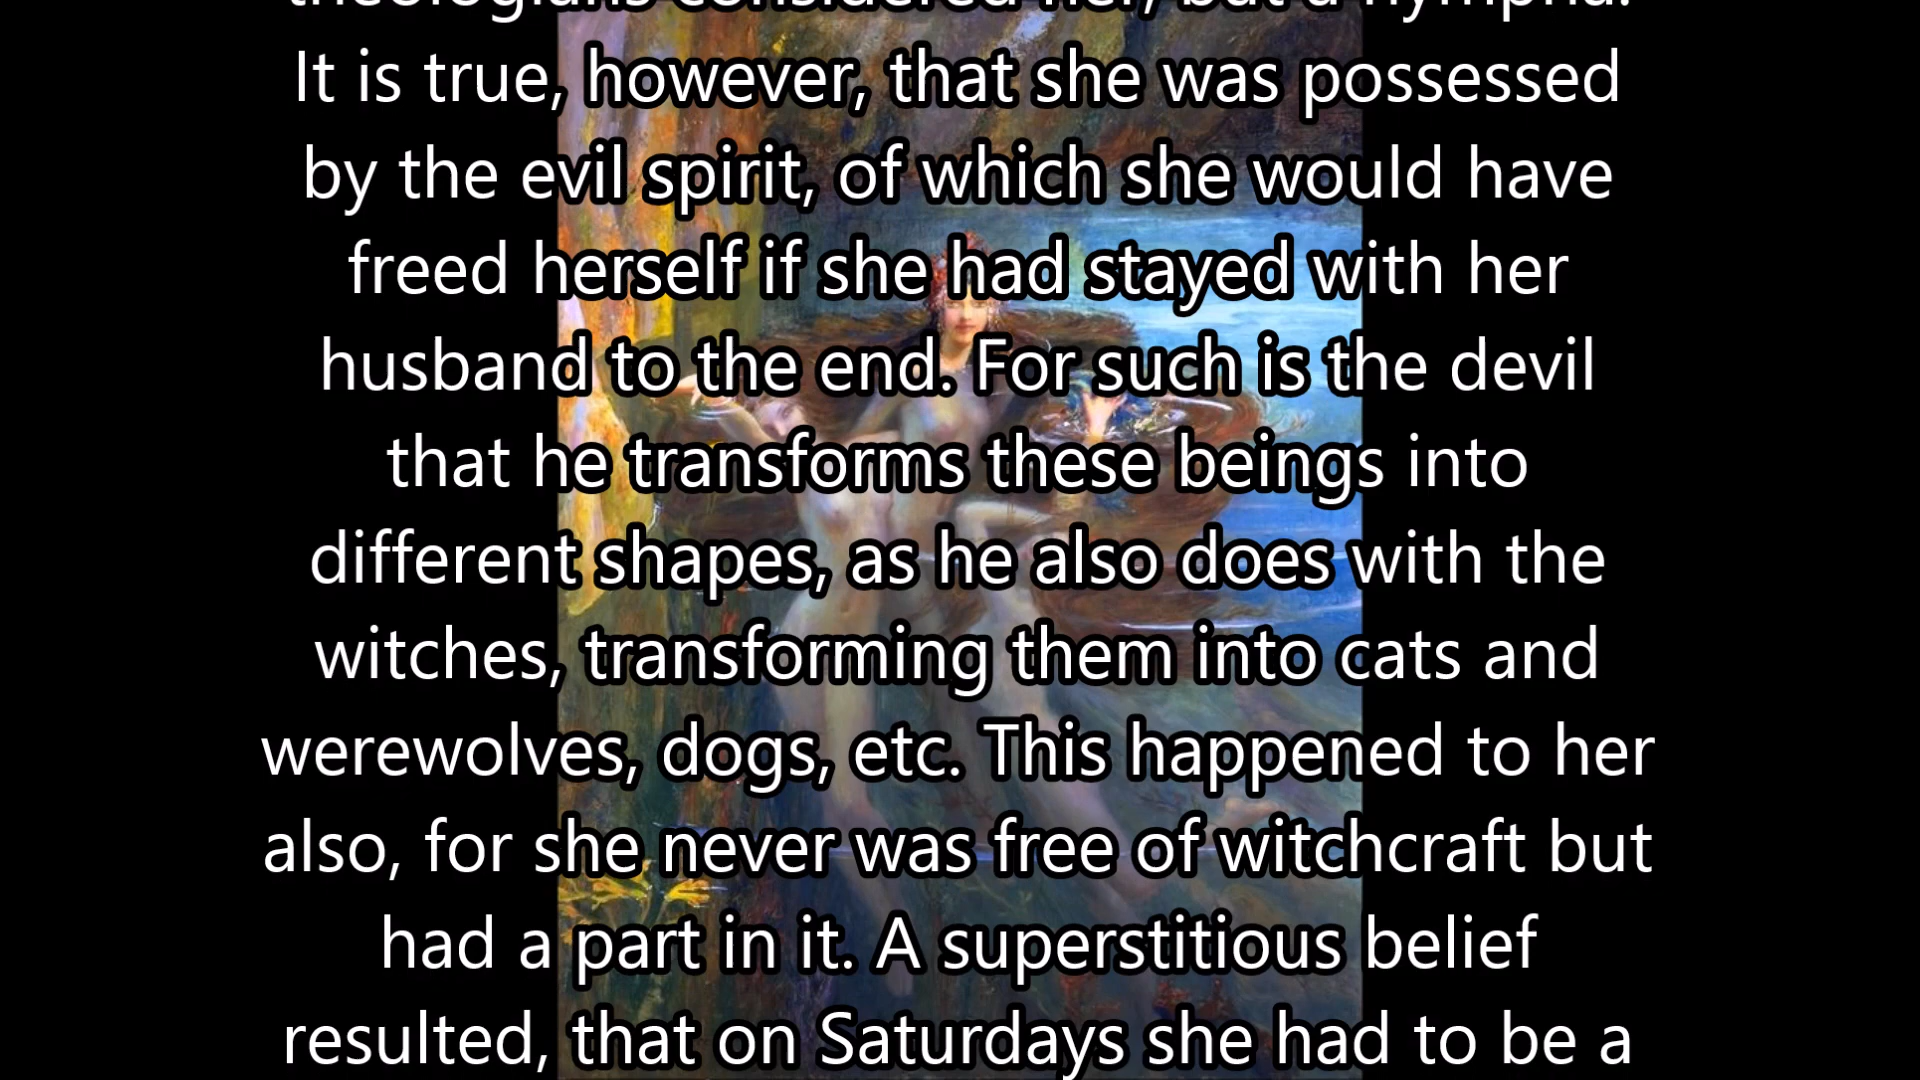 theologians considered her, but a nympha.
It is true, however, that she was possessed
by the evil spirit, of which she would have
freed herself if she had stayed with her
husband to the end. For such is the devil
that he transforms these beings into
different shapes, as he also does with the
witches, transforming them into cats and
werewolves, dogs, etc. This happened to her
also, for she never was free of witchcraft but
had a part in it. A superstitious belief
resulted, that on Saturdays she had to be a